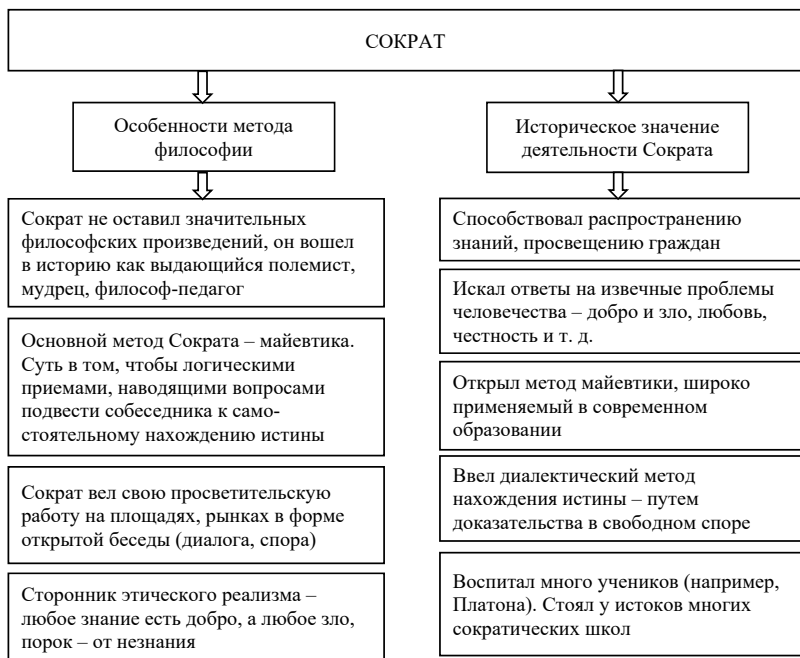 СОКРАТ
Особенности метода
философии
Сократ не оставил значительных
философских произведений, он вошел
в историю как выдающийся полемист,
мудрец, философ-педагог
Основной метод Сократа – майевтика.
Суть в том, чтобы логическими
приемами, наводящими вопросами
подвести собеседника к само-
стоятельному нахождению истины
Сократ вел свою просветительскую
работу на площадях, рынках в форме
открытой беседы (диалога, спора)
Сторонник этического реализма –
любое знание есть добро, а любое зло,
порок – от незнания
Историческое значение
деятельности Сократа
Способствовал распространению
знаний, просвещению граждан
Искал ответы на извечные проблемы
человечества – добро и зло, любовь,
честность и т. д.
Открыл метод майевтики, широко
применяемый в современном
образовании
Ввел диалектический метод
нахождения истины – путем
доказательства в свободном споре
Воспитал много учеников (например,
Платона). Стоял у истоков многих
сократических школ